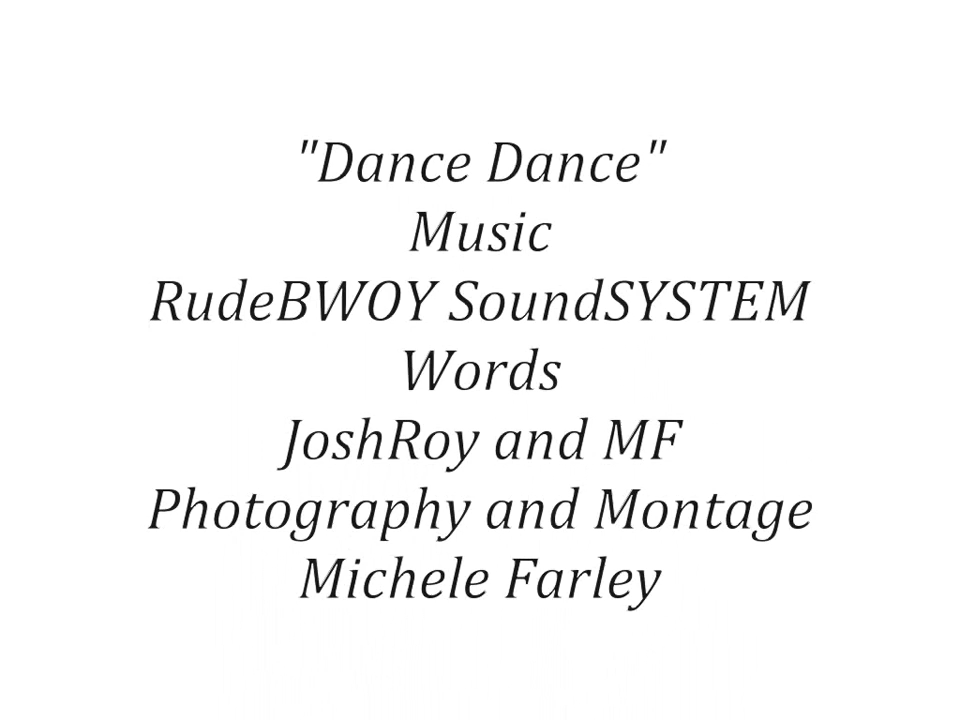 "Dance Dance"
Music
RudeBWOY SoundSYSTEM
Words
JoshRoy and MF
Photography and Montage
Michele Farley